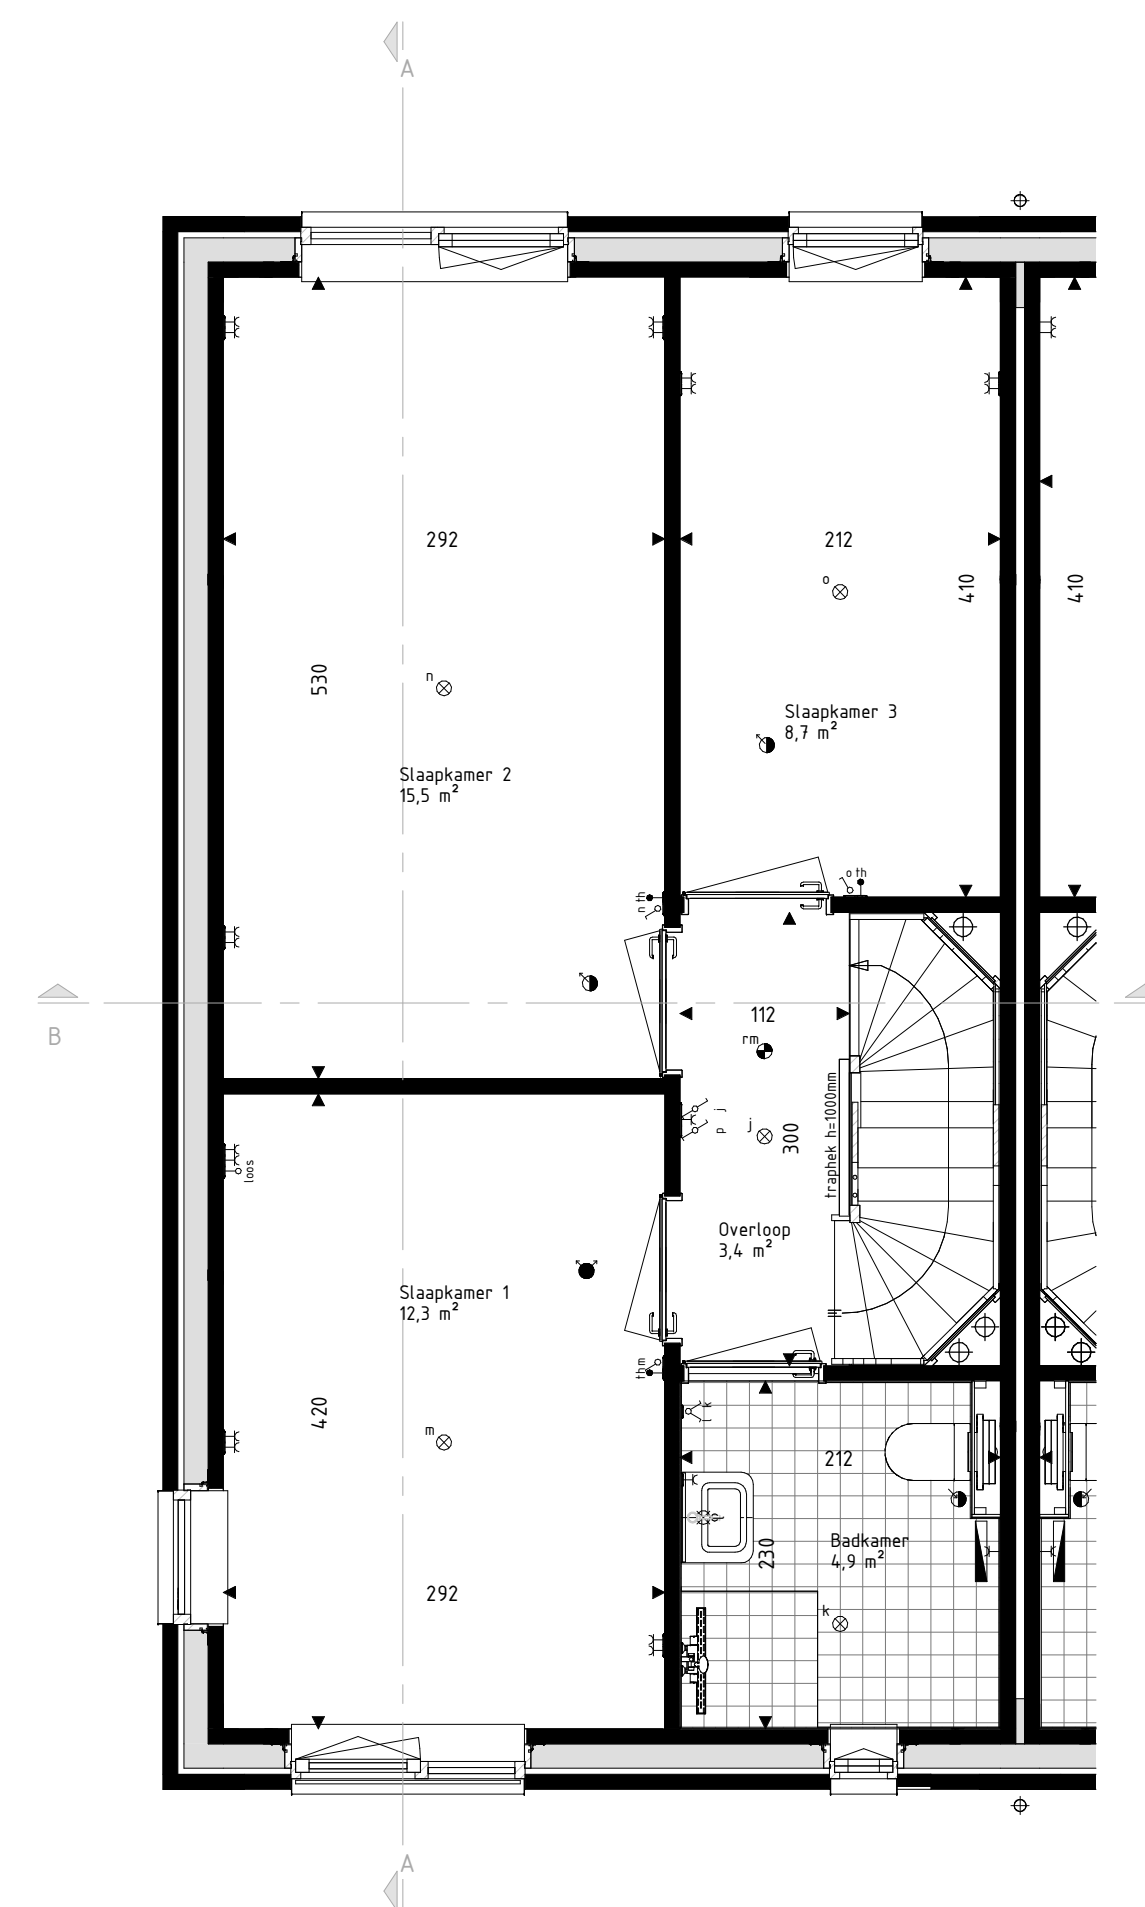 A
292
212
410
410
o
530
n
Slaapkamer 3
8,7 m²
Slaapkamer 2
15,5 m²
n th
o th
B
112
rm
traphek h=1000mm
j
p
j
300
loos
Overloop
3,4 m²
Slaapkamer 1
12,3 m²
thm
420
m
k
l
212
230
Badkamer
4,9 m²
292
k
A